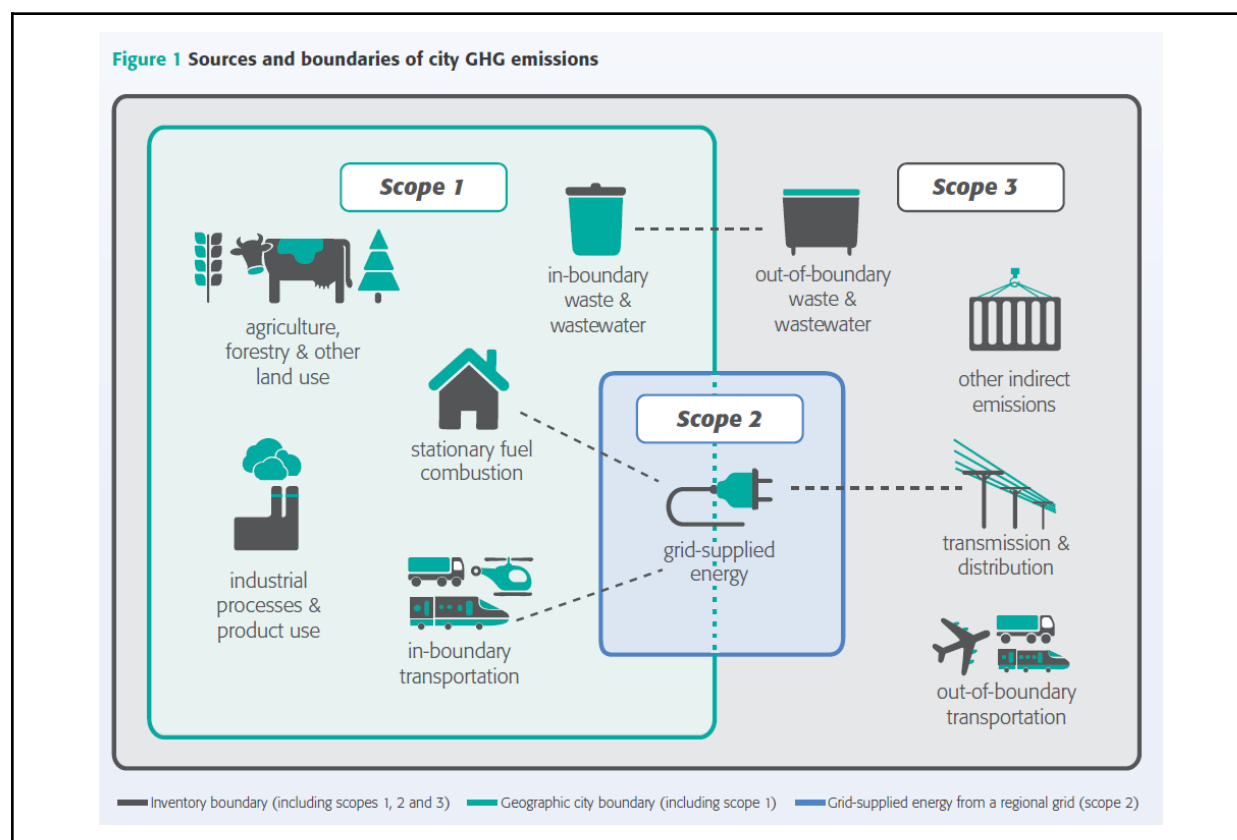 Figure 1 Sources and boundaries of city GHG emissions
Scope 1
Scope 3
in-boundary
waste &
wastewater
out-of-boundary
waste &
wastewater
agriculture,
forestry & other
land use
other indirect
emissions
Scope 2
stationary fuel
combustion
grid-supplied
energy
transmission &
distribution
industrial
processes &
product use
in-boundary
transportation
out-of-boundary
transportation
Inventory boundary (including scopes 1, 2 and 3) Geographic city boundary (including scope 1) Grid-supplied energy from a regional grid (scope 2)